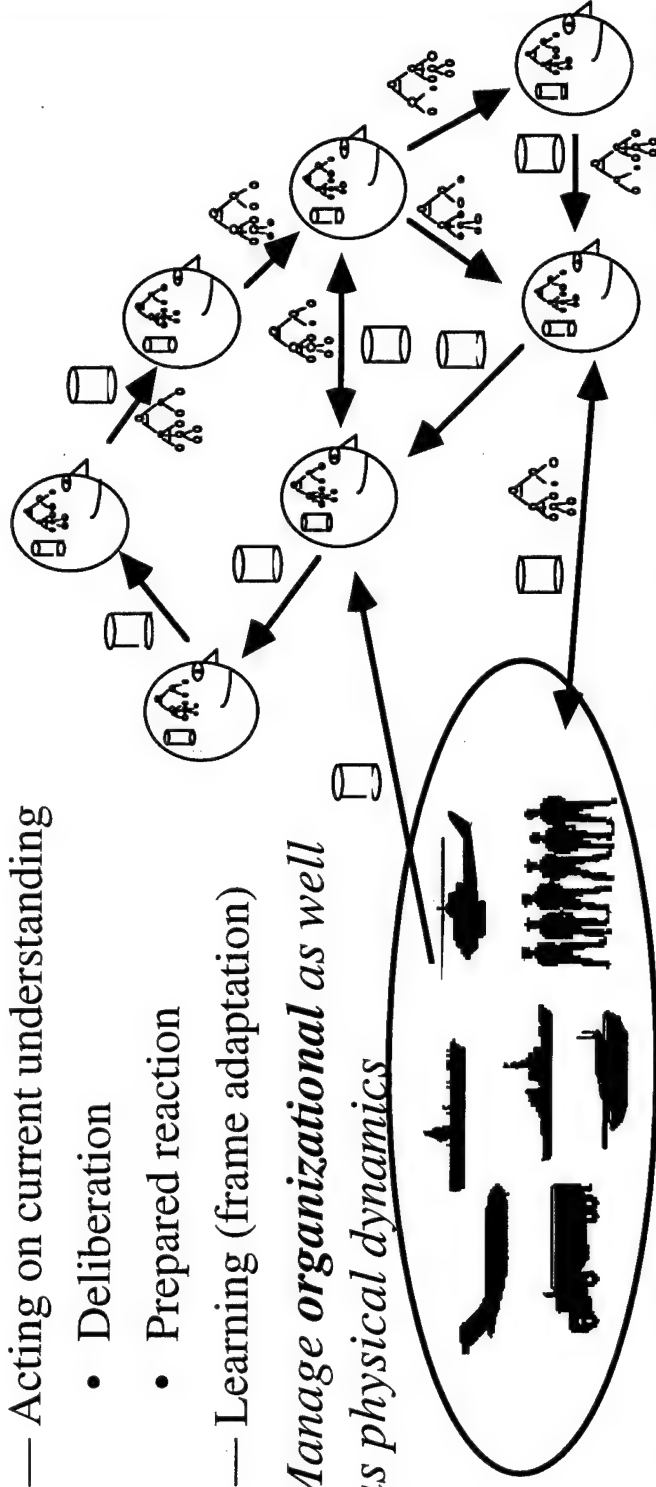 — Acting on current understanding
• Deliberation
• Prepared reaction
— Learning (frame adaptation)
Manage organizational as well
as physical dynamics